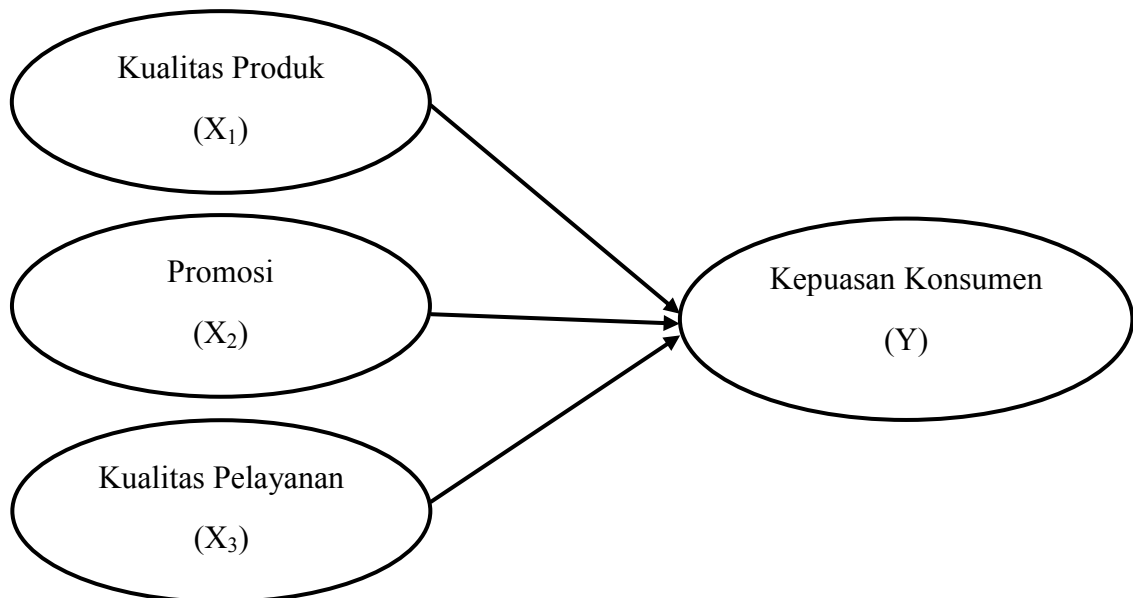 Kualitas Produk
(X₁)
Promosi
(X₂)
Kualitas Pelayanan
(X₃)
Kepuasan Konsumen
(Y)